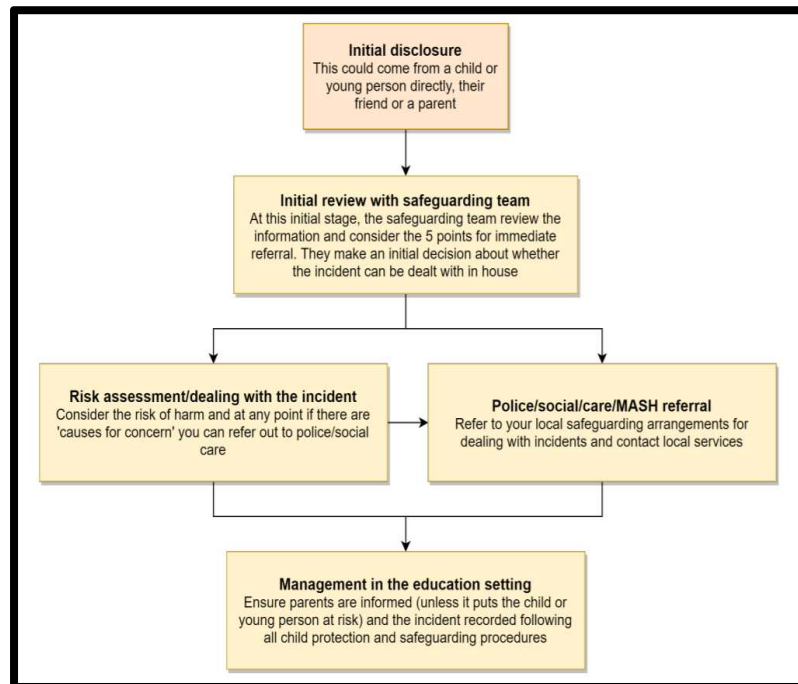 Initial disclosure
This could come from a child or
young person directly, their
friend or a parent
Initial review with safeguarding team
At this initial stage, the safeguarding team review the
information and consider the 5 points for immediate
referral. They make an initial decision about whether
the incident can be dealt with in house
Risk assessment/dealing with the incident
Consider the risk of harm and at any point if there are
'causes for concern' you can refer out to police/social
care
Police/social/care/MASH referral
Refer to your local safeguarding arrangements for
dealing with incidents and contact local services
Management in the education setting
Ensure parents are informed (unless it puts the child or
young person at risk) and the incident recorded following
all child protection and safeguarding procedures